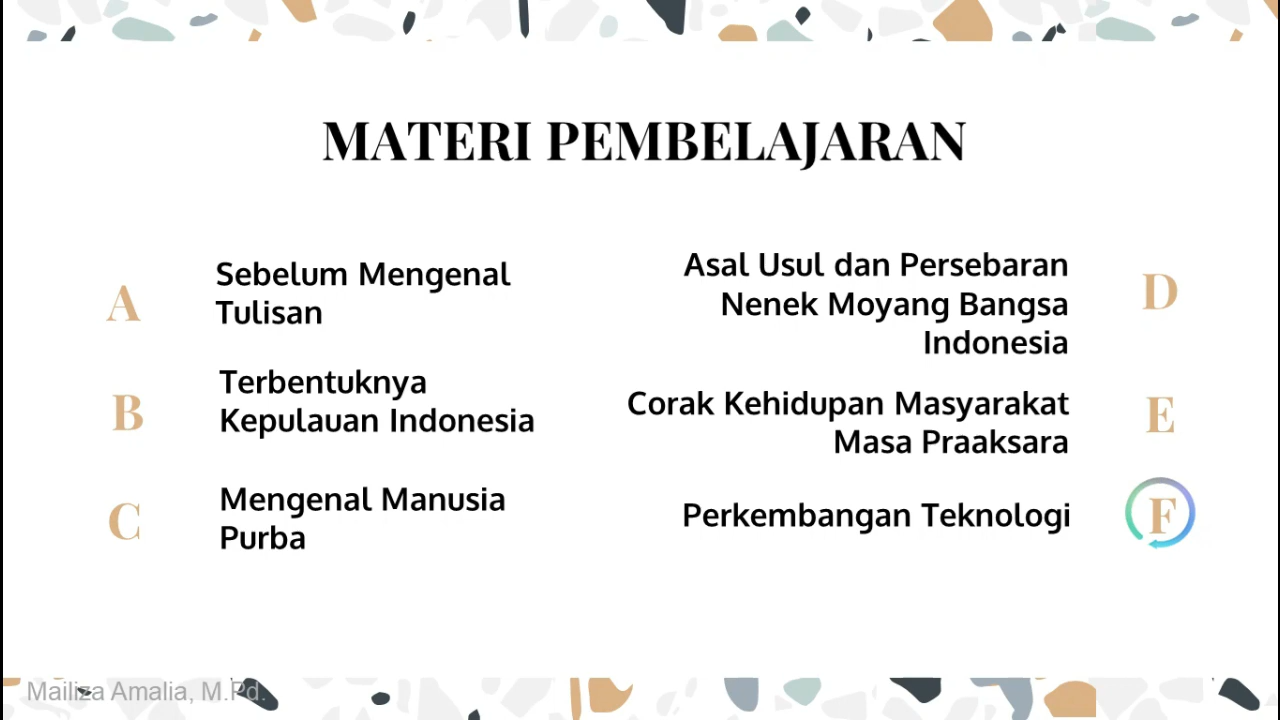 MATERI PEMBELAJARAN
A
Sebelum Mengenal
Tulisan
B
Terbentuknya
Kepulauan Indonesia
C
Mengenal Manusia
Purba
Asal Usul dan Persebaran
Nenek Moyang Bangsa
Indonesia
D
Corak Kehidupan Masyarakat
Masa Praaksara
E
Perkembangan Teknologi
F
Mailiza Amalia, M.Pd.